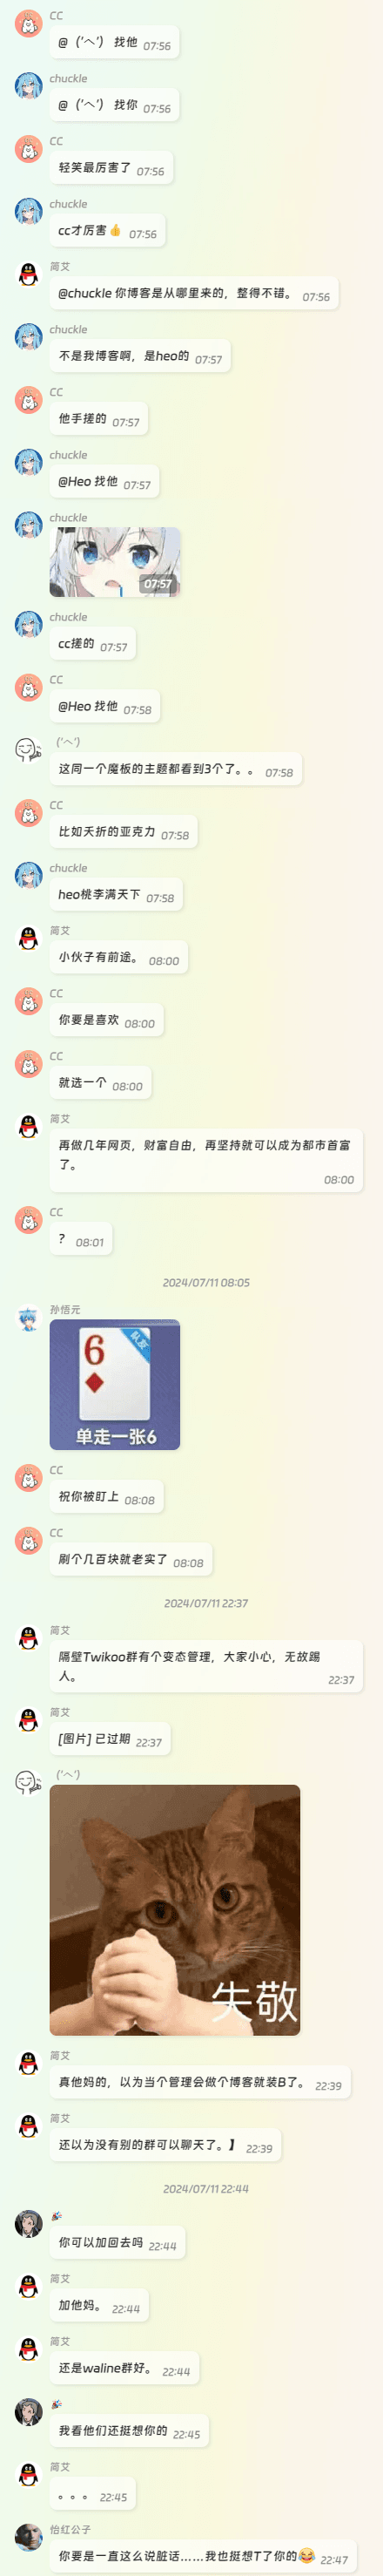 CC
@（'へ'） 找他 07:56
chuckle
@（'へ'） 找你 07:56
CC
轻笑最厉害了 07:56
chuckle
cc才厉害👍 07:56
简艾
@chuckle 你博客是从哪里来的，整得不错。 07:56
chuckle
不是我博客啊，是heo的 07:57
CC
他手搓的 07:57
chuckle
@Heo 找他 07:57
chuckle
07:57
chuckle
cc搓的 07:57
CC
@Heo 找他 07:58
（'へ'）
这同一个魔板的主题都看到3个了。。 07:58
CC
比如夭折的亚克力 07:58
chuckle
heo桃李满天下 07:58
简艾
小伙子有前途。 08:00
CC
你要是喜欢 08:00
CC
就选一个 08:00
简艾
再做几年网页，财富自由，再坚持就可以成为都市首富
了。
08:00
CC
？ 08:01
2024/07/11 08:05
孙悟元
6
队友
单走一张6
CC
祝你被盯上 08:08
CC
刷个几百块就老实了 08:08
2024/07/11 22:37
简艾
隔壁Twikoo群有个变态管理，大家小心，无故踢
人。 22:37
简艾
[图片] 已过期 22:37
（'へ'）
失敬
简艾
真他妈的，以为当个管理会做个博客就装B了。 22:39
简艾
还以为没有别的群可以聊天了。】 22:39
2024/07/11 22:44
🎉
你可以加回去吗 22:44
简艾
加他妈。 22:44
简艾
还是waline群好。 22:44
🎉
我看他们还挺想你的 22:45
简艾
。。。 22:45
怡红公子
你要是一直这么说脏话……我也挺想T了你的😂 22:47